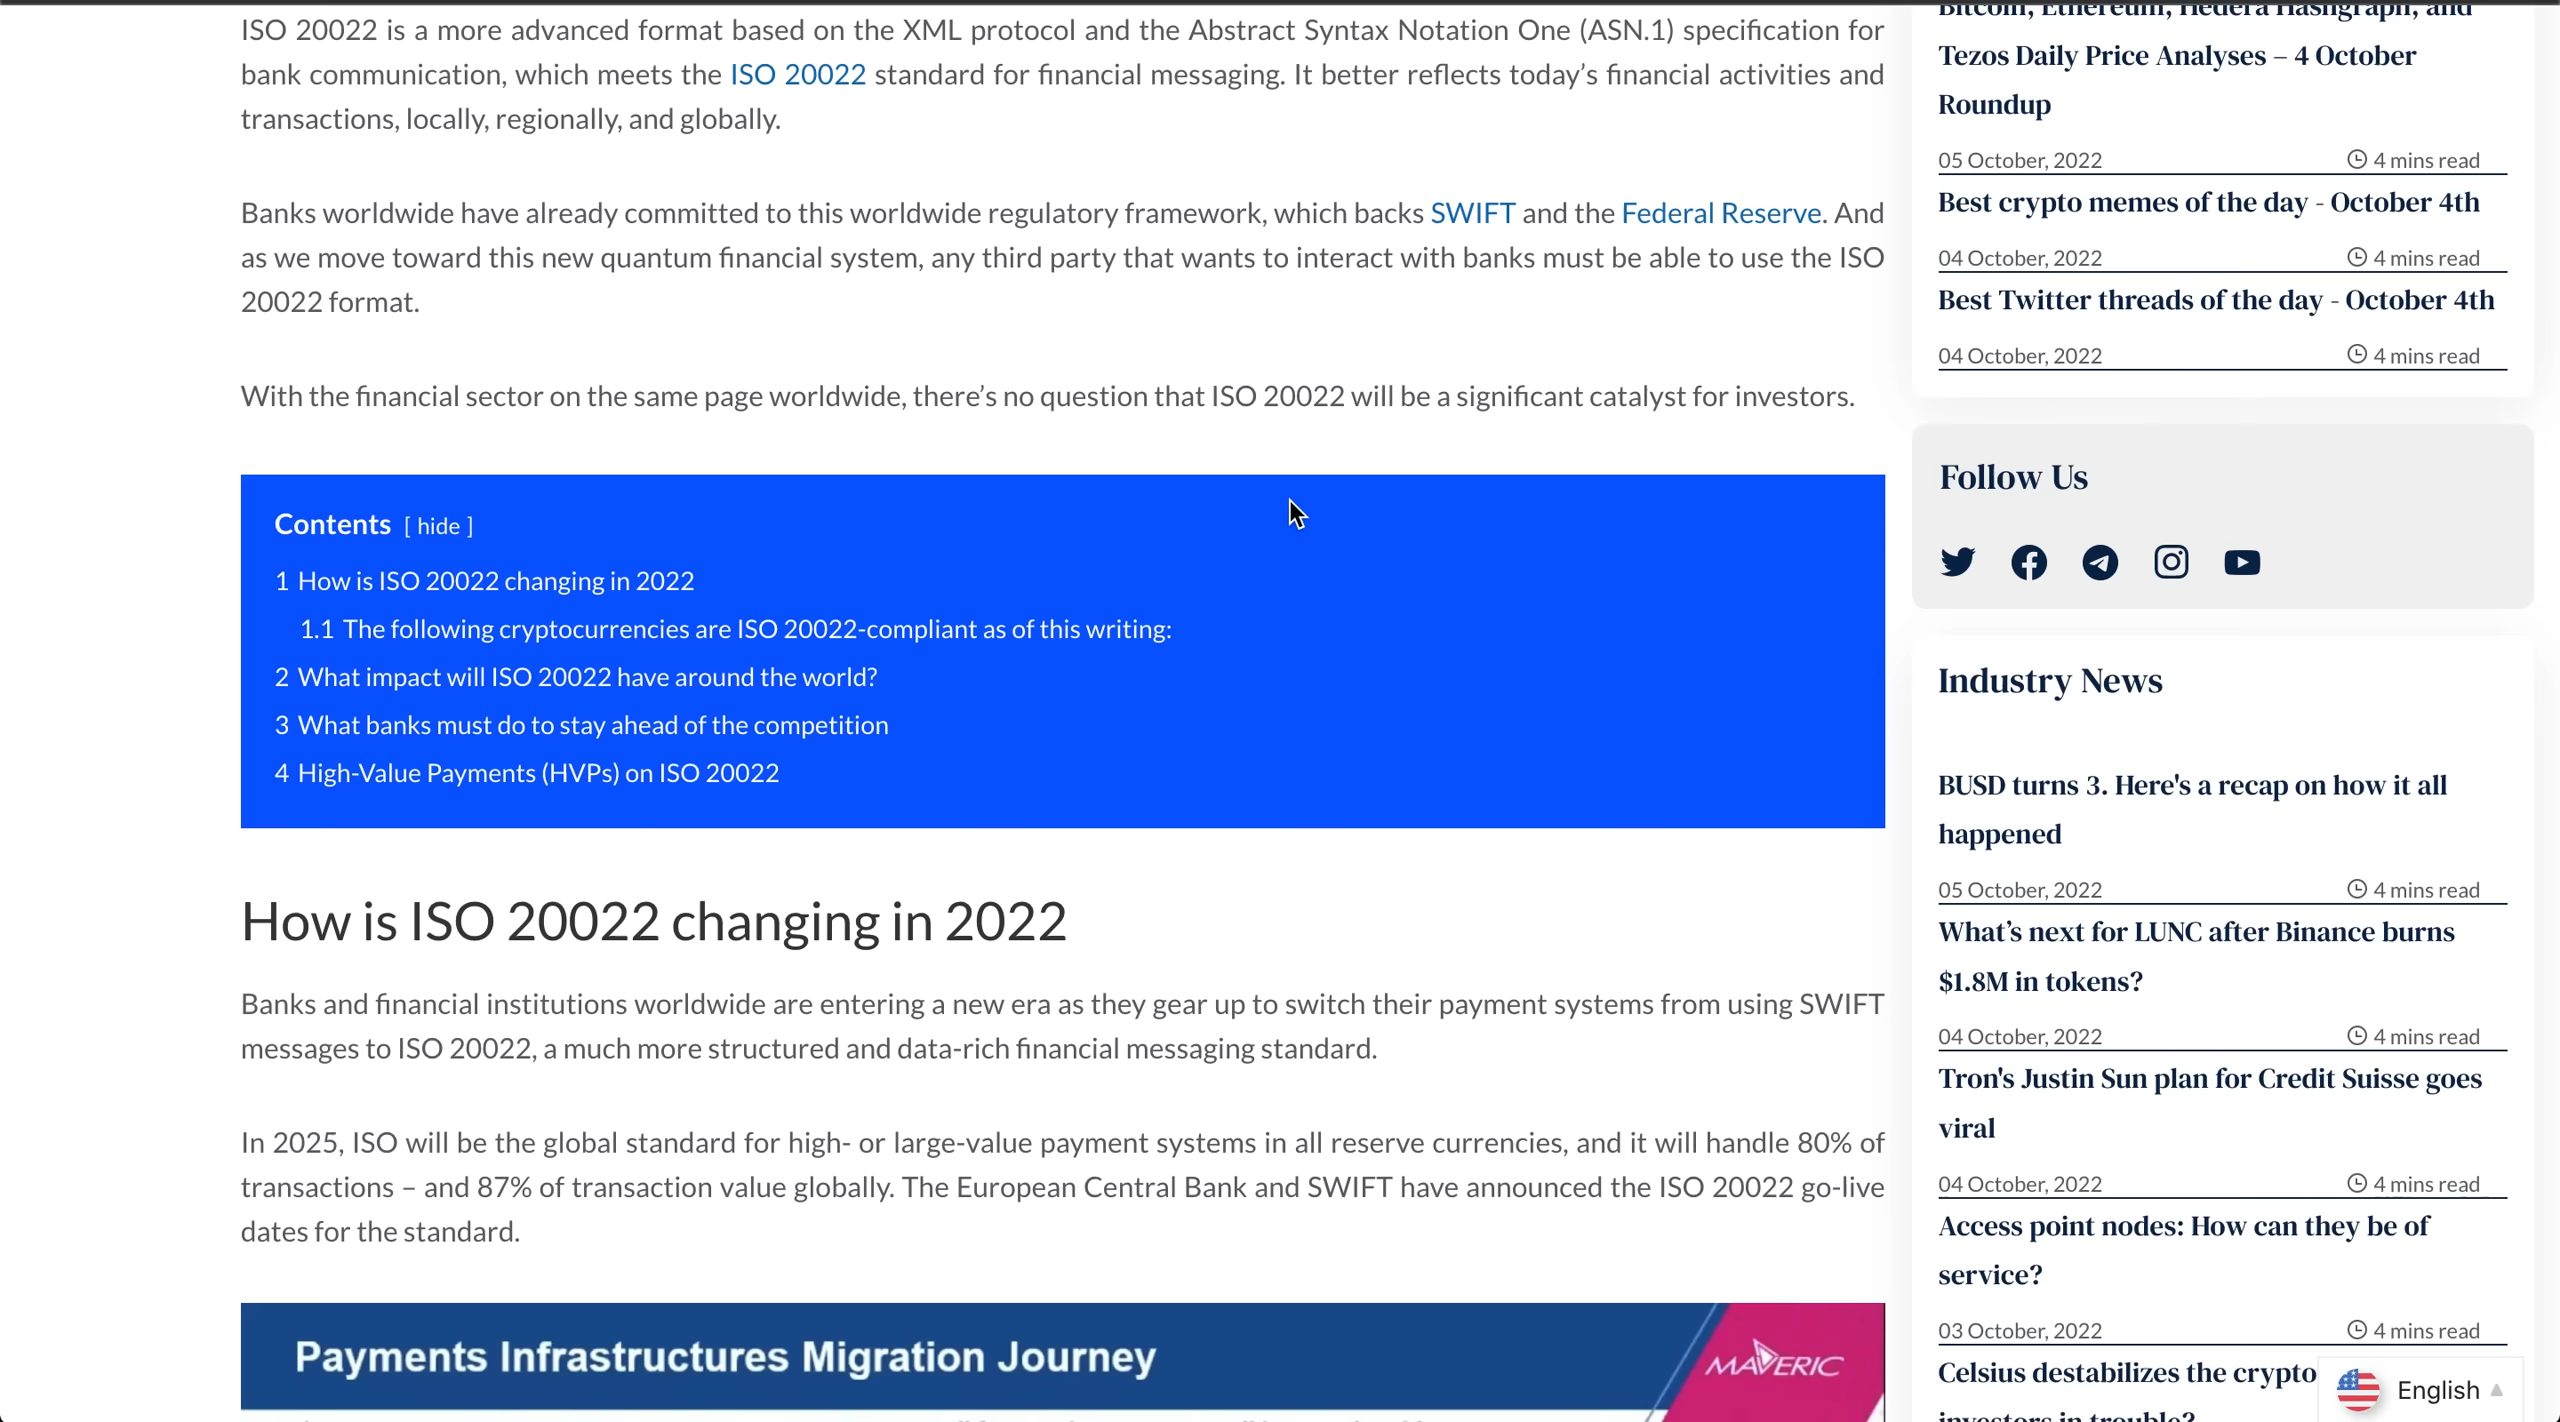 ISO 20022 is a more advanced format based on the XML protocol and the Abstract Syntax Notation One (ASN.1) specification for
bank communication, which meets the ISO 20022 standard for financial messaging. It better reflects today’s financial activities and
transactions, locally, regionally, and globally.
Banks worldwide have already committed to this worldwide regulatory framework, which backs SWIFT and the Federal Reserve. And
as we move toward this new quantum financial system, any third party that wants to interact with banks must be able to use the ISO
20022 format.
With the financial sector on the same page worldwide, there’s no question that ISO 20022 will be a significant catalyst for investors.
Contents [ hide ]
1 How is ISO 20022 changing in 2022
1.1 The following cryptocurrencies are ISO 20022-compliant as of this writing:
2 What impact will ISO 20022 have around the world?
3 What banks must do to stay ahead of the competition
4 High-Value Payments (HVPs) on ISO 20022
How is ISO 20022 changing in 2022
Banks and financial institutions worldwide are entering a new era as they gear up to switch their payment systems from using SWIFT
messages to ISO 20022, a much more structured and data-rich financial messaging standard.
In 2025, ISO will be the global standard for high- or large-value payment systems in all reserve currencies, and it will handle 80% of
transactions – and 87% of transaction value globally. The European Central Bank and SWIFT have announced the ISO 20022 go-live
dates for the standard.
Payments Infrastructures Migration Journey
MAVERIC
Bitcoin, Ethereum, Hedera Hashgraph, and
Tezos Daily Price Analyses – 4 October
Roundup
05 October, 2022 4 mins read
Best crypto memes of the day - October 4th
04 October, 2022 4 mins read
Best Twitter threads of the day - October 4th
04 October, 2022 4 mins read
Follow Us
Industry News
BUSD turns 3. Here's a recap on how it all
happened
05 October, 2022 4 mins read
What’s next for LUNC after Binance burns
$1.8M in tokens?
04 October, 2022 4 mins read
Tron's Justin Sun plan for Credit Suisse goes
viral
04 October, 2022 4 mins read
Access point nodes: How can they be of
service?
03 October, 2022 4 mins read
Celsius destabilizes the crypto
investors in trouble?
English